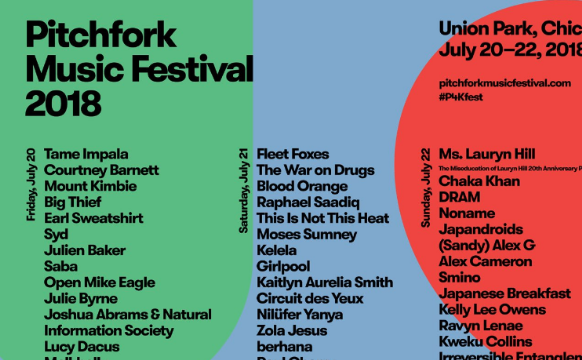 Pitchfork
Music Festival
2018
Union Park,
July 20–22, 2018
pitchforkmusicfestival.com
#P4Kfest
Friday, July 20
Tame Impala
Courtney Barnett
Mount Kimbie
Big Thief
Earl Sweatshirt
Syd
Julien Baker
Saba
Open Mike Eagle
Julie Byrne
Joshua Abrams & Natural
Information Society
Lucy Dacus
Saturday, July 21
Fleet Foxes
The War on Drugs
Blood Orange
Raphael Saadiq
This Is Not This Heat
Moses Sumney
Kelela
Girlpool
Kaitlyn Aurelia Smith
Circuit des Yeux
Nilüfer Yanya
Zola Jesus
berhana
Sunday, July 22
Ms. Lauryn Hill
The Miseducation of Lauryn Hill 20th Anniversary
Chaka Khan
DRAM
Noname
Japandroids
(Sandy) Alex G
Alex Cameron
Smino
Japanese Breakfast
Kelly Lee Owens
Ravyn Lenae
Kweku Collins
Irreversible